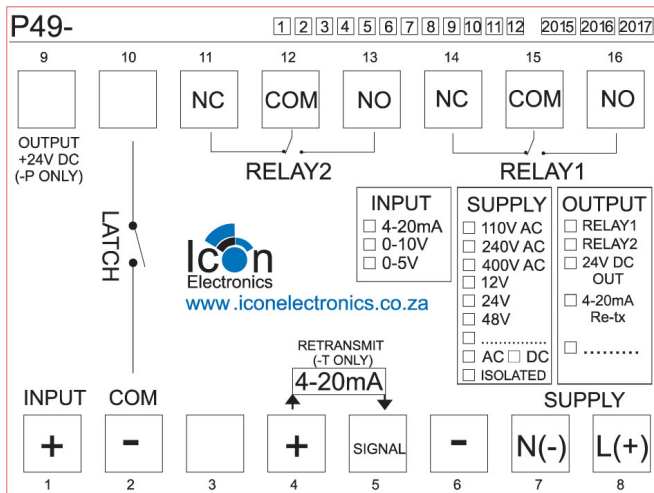 P49- 1 2 3 4 5 6 7 8 9 10 11 12 2015 2016 2017
9 10 11 12 13 14 15 16
NC COM NO NC COM NO
OUTPUT
+24V DC
(-P ONLY)
RELAY2 RELAY1
LATCH
Icon
Electronics
www.iconelectronics.co.za
INPUT
4-20mA
0-10V
0-5V
SUPPLY
110V AC
240V AC
400V AC
12V
24V
48V
..............
AC DC
ISOLATED
OUTPUT
RELAY1
RELAY2
24V DC
OUT
4-20mA
Re-tx
.........
RETRANSMIT
(-T ONLY)
4-20mA
INPUT COM SUPPLY
+ - + SIGNAL - N(-) L(+)
1 2 3 4 5 6 7 8